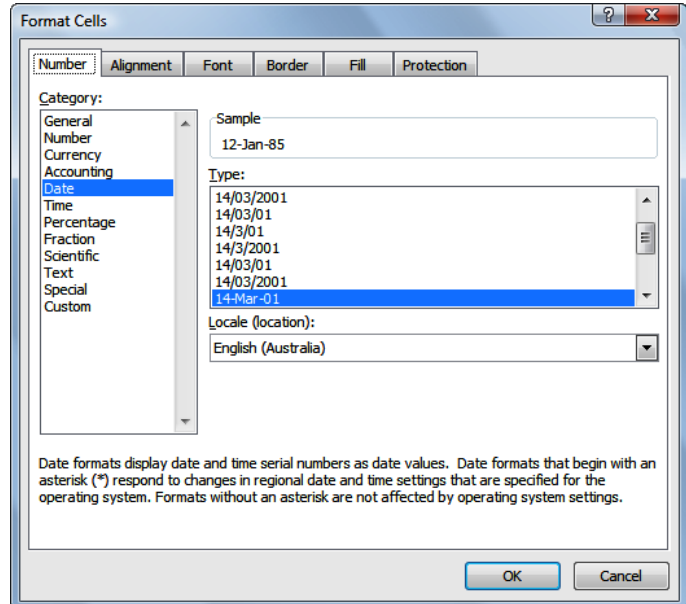 Format Cells
Number Alignment Font Border Fill Protection
Category:
General
Number
Currency
Accounting
Date
Time
Percentage
Fraction
Scientific
Text
Special
Custom
Sample
12-Jan-85
Type:
14/03/2001
14/03/01
14/3/01
14/3/2001
14/03/01
14/03/2001
14-Mar-01
Locale (location):
English (Australia)
Date formats display date and time serial numbers as date values. Date formats that begin with an
asterisk (*) respond to changes in regional date and time settings that are specified for the
operating system. Formats without an asterisk are not affected by operating system settings.
OK Cancel